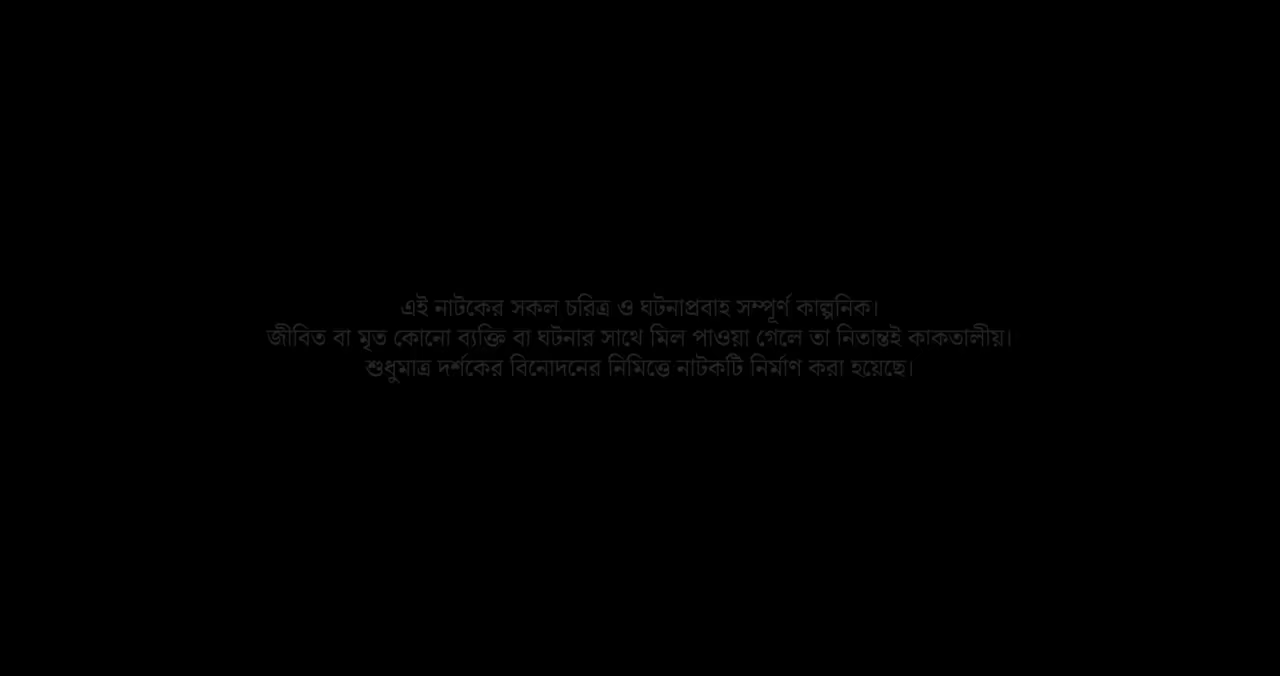 এই নাটকের সকল চরিত্র ও ঘটনাপ্রবাহ সম্পূর্ণ কাল্পনিক।
জীবিত বা মৃত কোনো ব্যক্তি বা ঘটনার সাথে মিল পাওয়া গেলে তা নিতান্তই কাকতালীয়।
শুধুমাত্র দর্শকের বিনোদনের নিমিত্তে নাটকটি নির্মাণ করা হয়েছে।